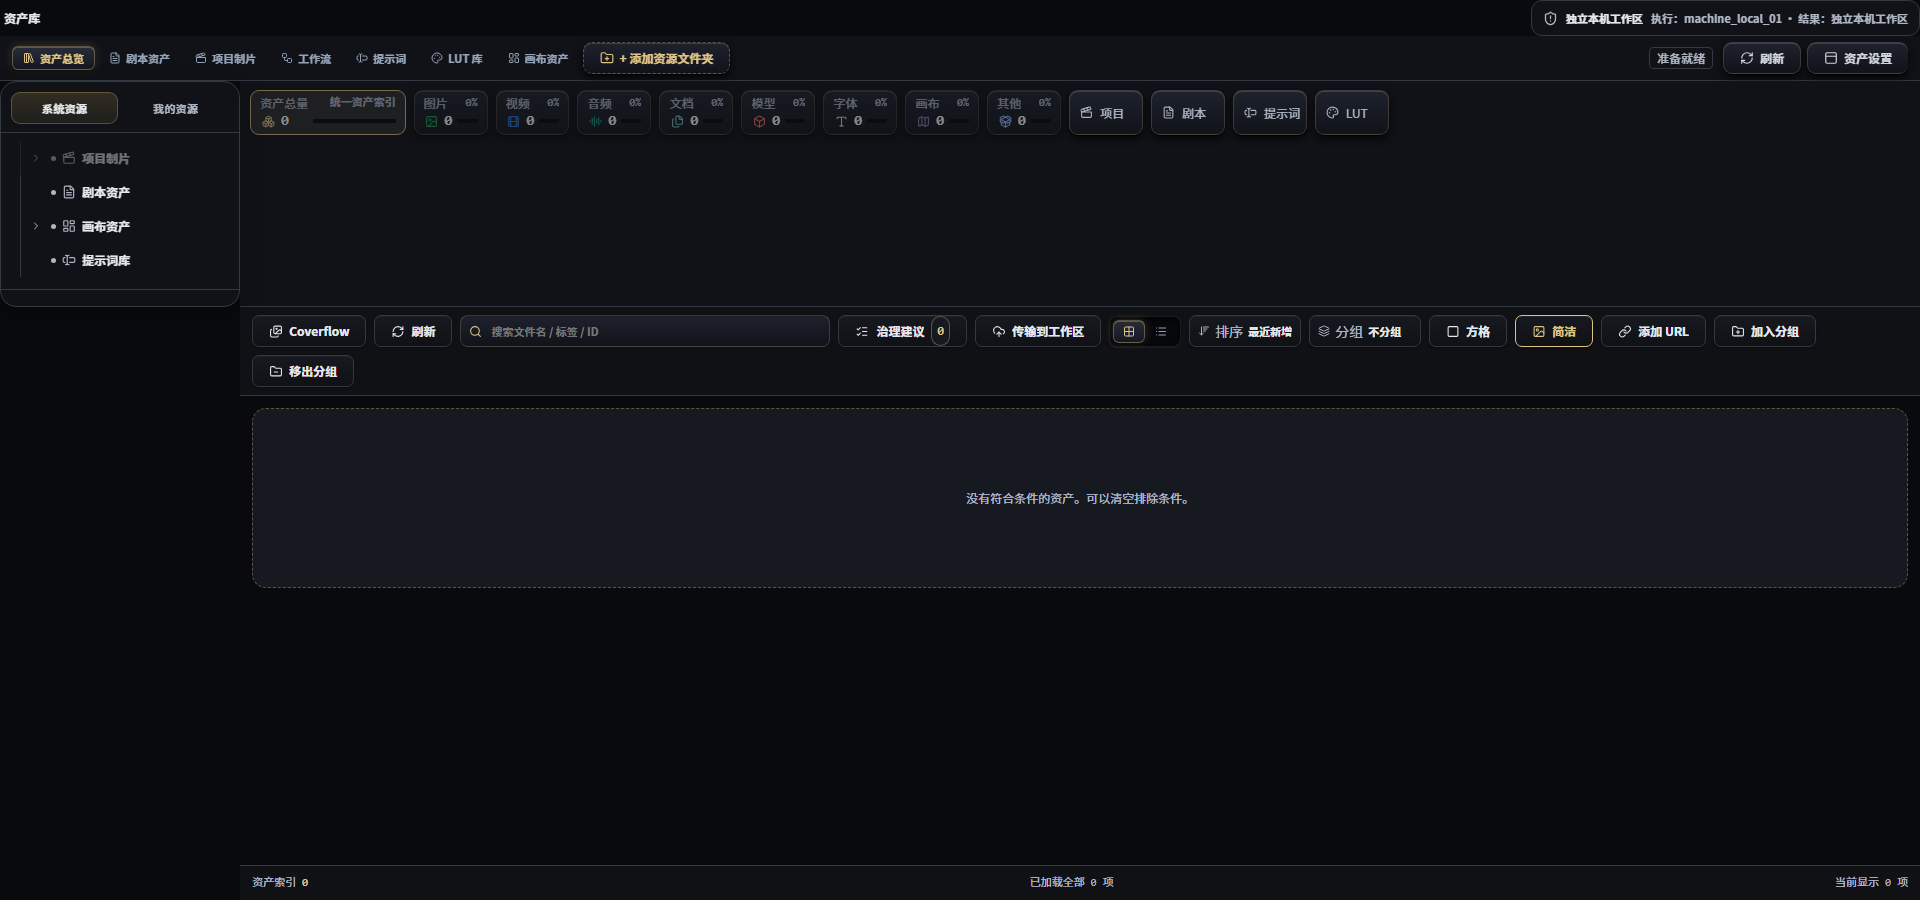 资产库
独立本机工作区 执行：machine_local_01 • 结果：独立本机工作区
资产总览 剧本资产 项目制片 工作流 提示词 LUT 库 画布资产 + 添加资源文件夹 准备就绪 刷新 资产设置
系统资源 我的资源
项目制片
剧本资产
画布资产
提示词库
资产总量 统一资产索引 0
图片 0% 0
视频 0% 0
音频 0% 0
文档 0% 0
模型 0% 0
字体 0% 0
画布 0% 0
其他 0% 0
项目 剧本 提示词 LUT
Coverflow 刷新 搜索文件名 / 标签 / ID 治理建议 0 传输到工作区 排序 最近新增 分组 不分组 方格 简洁 添加 URL 加入分组
移出分组
没有符合条件的资产。可以清空排除条件。
资产索引 0 已加载全部 0 项 当前显示 0 项